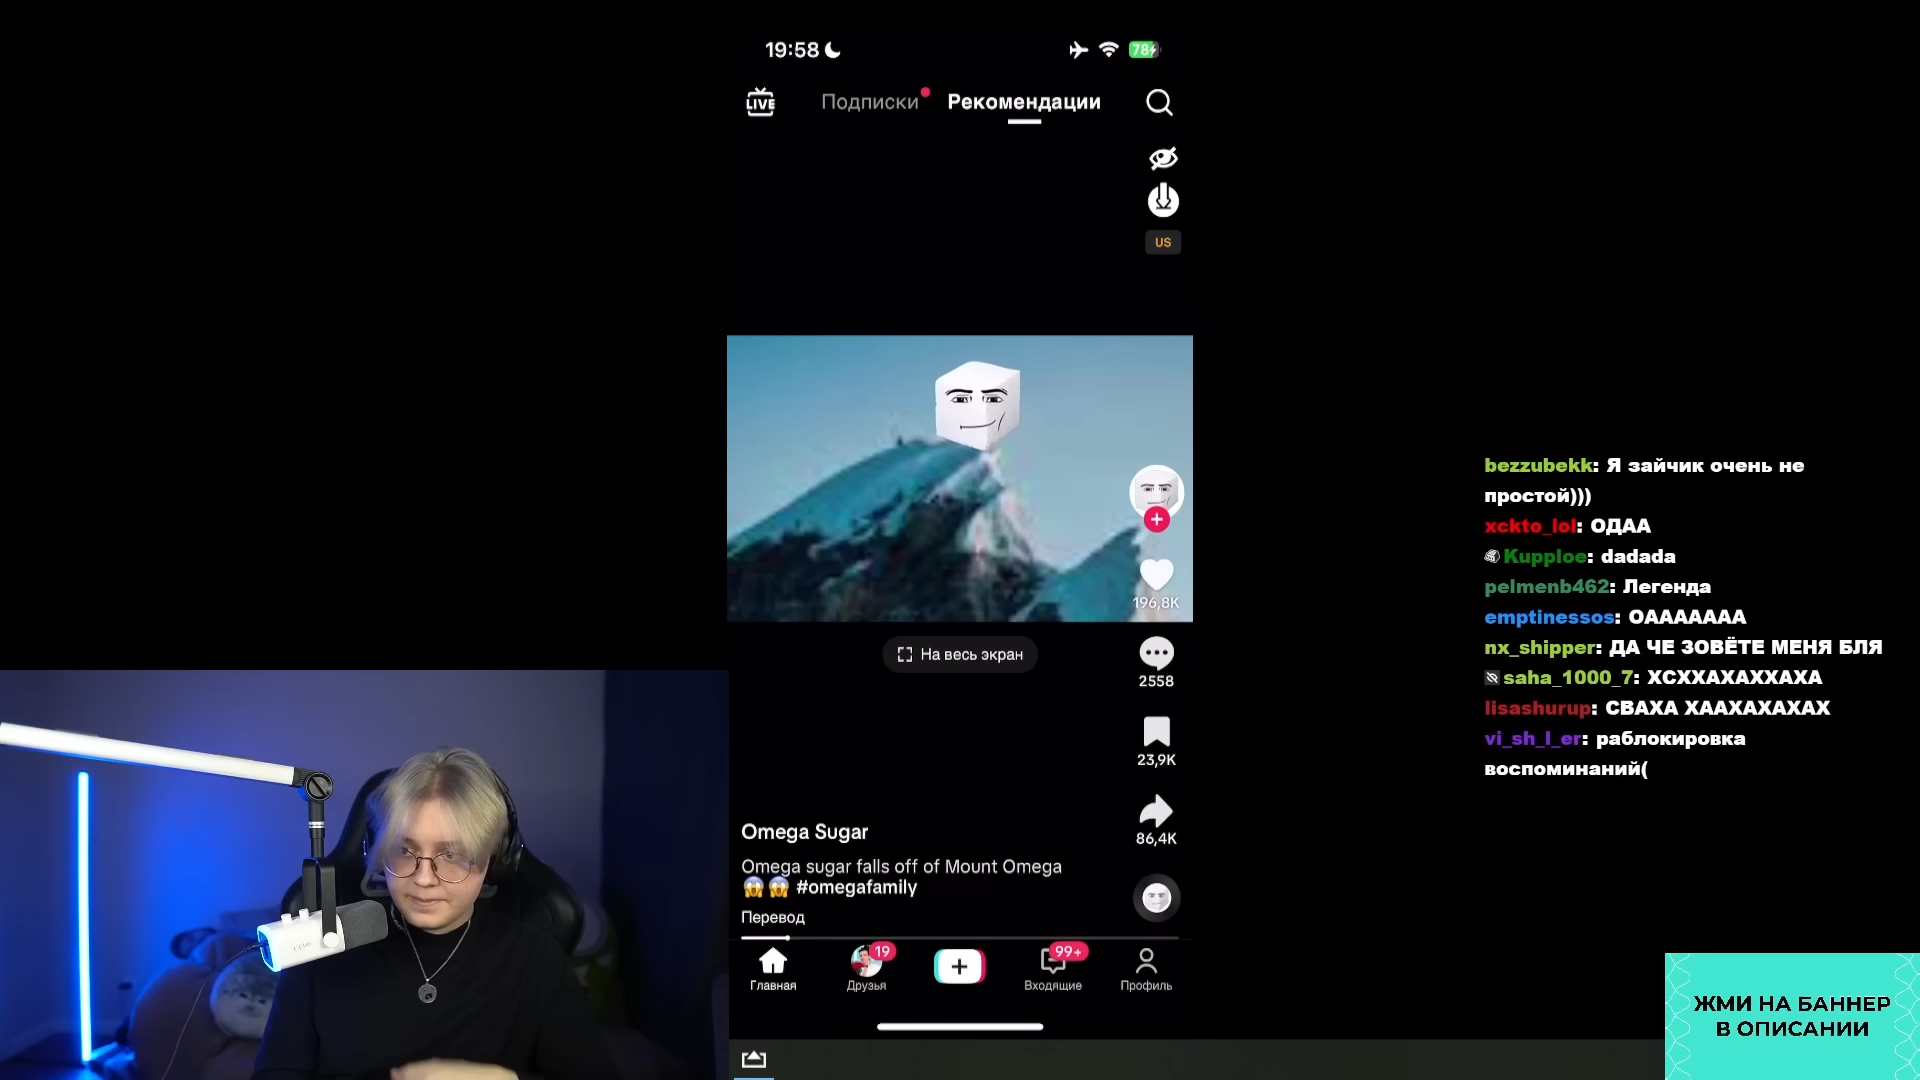 19:58
78
LIVE
Подписки
Рекомендации
US
196,8K
На весь экран
2558
23,9K
86,4K
Omega Sugar
Omega sugar falls off of Mount Omega
😱😱 #omegafamily
Перевод
19
99+
Главная
Друзья
Входящие
Профиль
bezzubekk: Я зайчик очень не
простой)))
xckto_lol: ОДАА
Kupploe: dadada
pelmenb462: Легенда
emptinessos: ОААААААА
nx_shipper: ДА ЧЕ ЗОВЁТЕ МЕНЯ БЛЯ
saha_1000_7: ХСХХАХАХХАХА
lisashurup: СВАХА ХААХАХАХАХ
vi_sh_l_er: раблокировка
воспоминаний(
ЖМИ НА БАННЕР
В ОПИСАНИИ